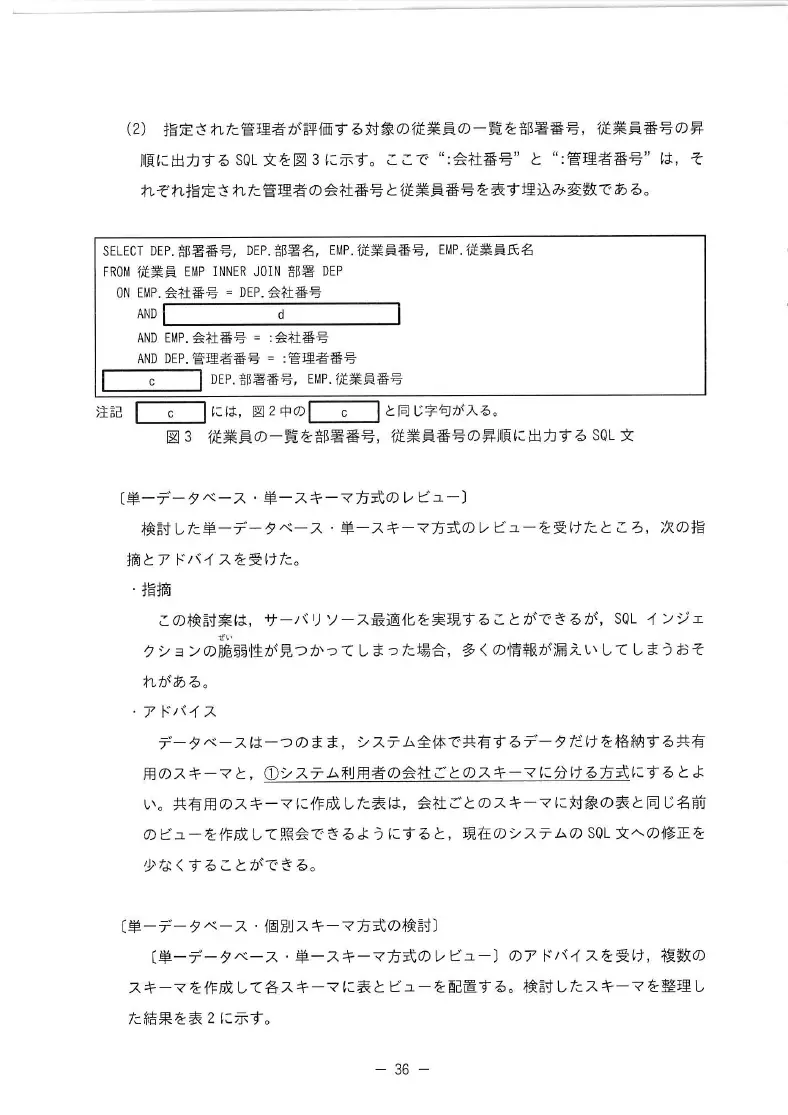 (2) 指定された管理者が評価する対象の従業員の一覧を部署番号，従業員番号の昇
順に出力する SQL 文を図 3 に示す。ここで “:会社番号” と “:管理者番号” は，そ
れぞれ指定された管理者の会社番号と従業員番号を表す埋込み変数である。
SELECT DEP.部署番号, DEP.部署名, EMP.従業員番号, EMP.従業員氏名
FROM 従業員 EMP INNER JOIN 部署 DEP
ON EMP.会社番号 = DEP.会社番号
AND d
AND EMP.会社番号 = :会社番号
AND DEP.管理者番号 = :管理者番号
c DEP.部署番号, EMP.従業員番号
注記 c には，図 2 中の c と同じ字句が入る。
図 3 従業員の一覧を部署番号，従業員番号の昇順に出力する SQL 文
〔単一データベース・単一スキーマ方式のレビュー〕
検討した単一データベース・単一スキーマ方式のレビューを受けたところ，次の指
摘とアドバイスを受けた。
・指摘
この検討案は，サーバリソース最適化を実現することができるが，SQL インジェ
ぜい
クションの脆弱性が見つかってしまった場合，多くの情報が漏えいしてしまうおそ
れがある。
・アドバイス
データベースは一つのまま，システム全体で共有するデータだけを格納する共有
用のスキーマと，①システム利用者の会社ごとのスキーマに分ける方式にするとよ
い。共有用のスキーマに作成した表は，会社ごとのスキーマに対象の表と同じ名前
のビューを作成して照会できるようにすると，現在のシステムの SQL 文への修正を
少なくすることができる。
〔単一データベース・個別スキーマ方式の検討〕
〔単一データベース・単一スキーマ方式のレビュー〕のアドバイスを受け，複数の
スキーマを作成して各スキーマに表とビューを配置する。検討したスキーマを整理し
た結果を表 2 に示す。
－ 36 －